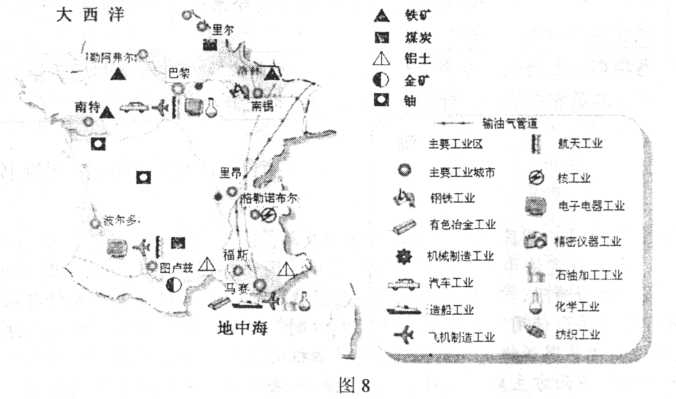 大西洋
里尔
勒阿弗尔
洛林
巴黎
南锡
南特
里昂
格勒诺布尔
波尔多
图卢兹
福斯
马赛
地中海
铁矿
煤炭
铝土
金矿
铀
输油气管道
主要工业区
主要工业城市
钢铁工业
有色冶金工业
机械制造工业
汽车工业
造船工业
飞机制造工业
航天工业
核工业
电子电器工业
精密仪器工业
石油加工工业
化学工业
纺织工业
图8